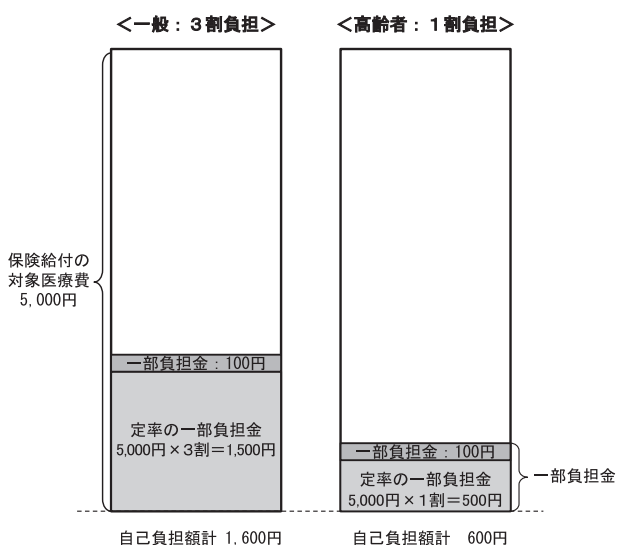 ＜一般：３割負担＞
＜高齢者：１割負担＞
保険給付の
対象医療費
5,000円
一部負担金：100円
定率の一部負担金
5,000円×３割＝1,500円
一部負担金：100円
定率の一部負担金
5,000円×１割＝500円
一部負担金
自己負担額計 1,600円
自己負担額計　600円